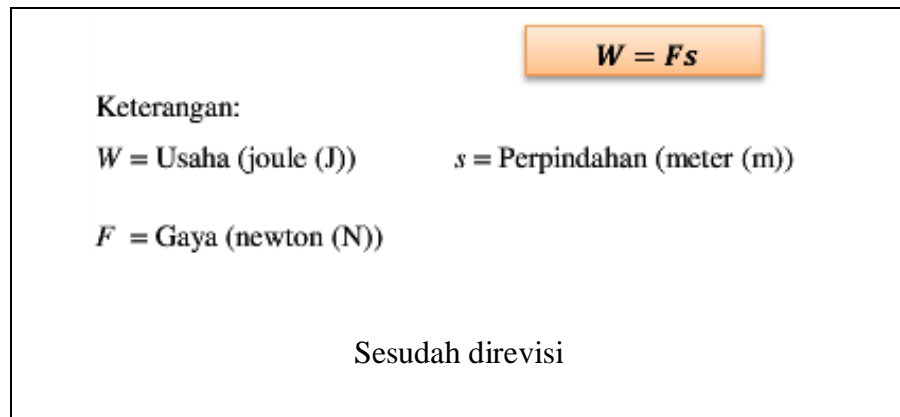 W = Fs
Keterangan:
W = Usaha (joule (J)) s = Perpindahan (meter (m))
F = Gaya (newton (N))
Sesudah direvisi